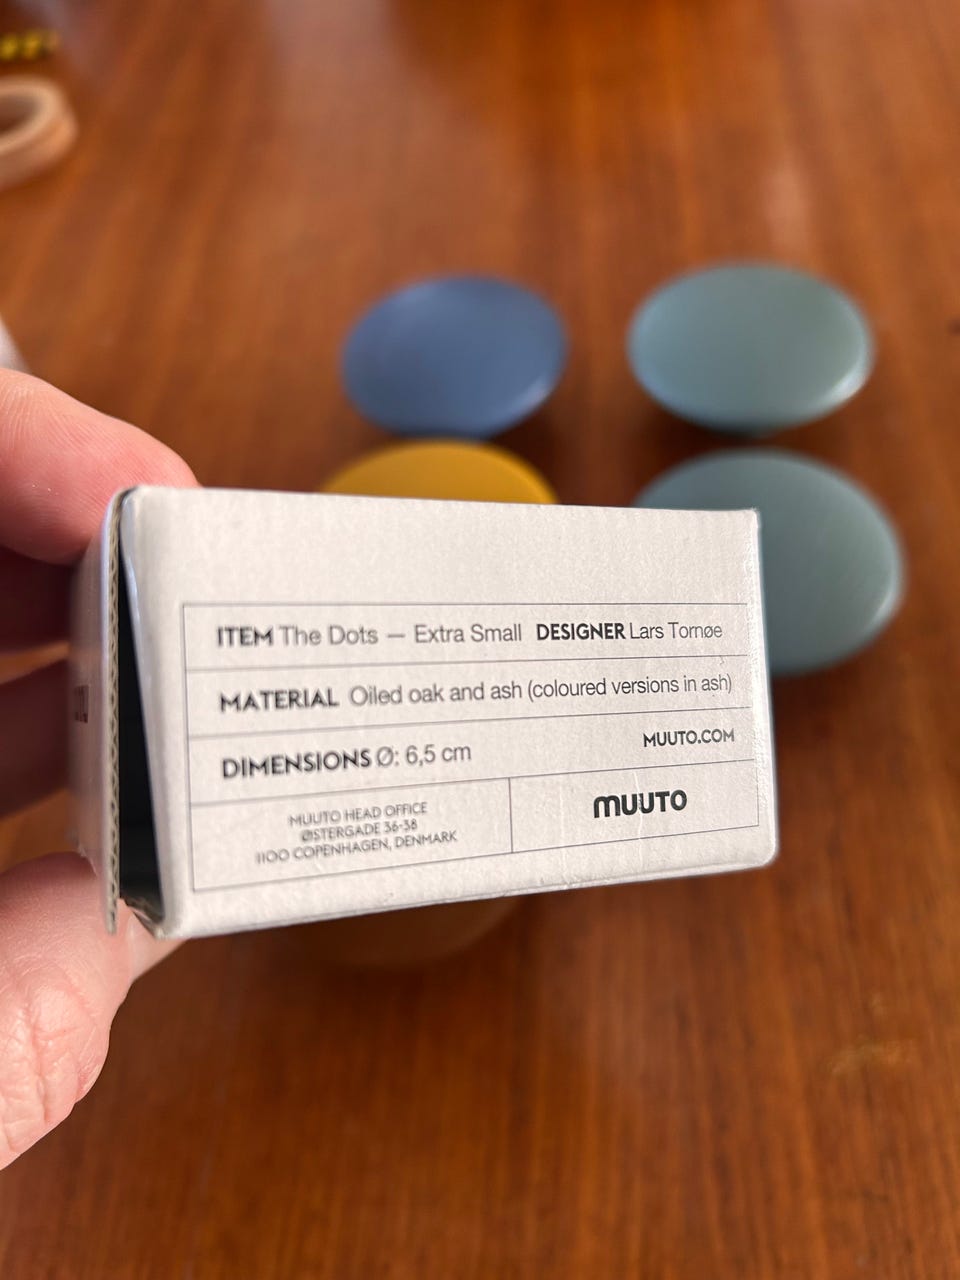 ITEM The Dots — Extra Small DESIGNER Lars Tornøe
MATERIAL Oiled oak and ash (coloured versions in ash)
DIMENSIONS Ø: 6,5 cm
MUUTO.COM
MUUTO HEAD OFFICE
ØSTERGADE 36-38
1100 COPENHAGEN, DENMARK
MUUTO